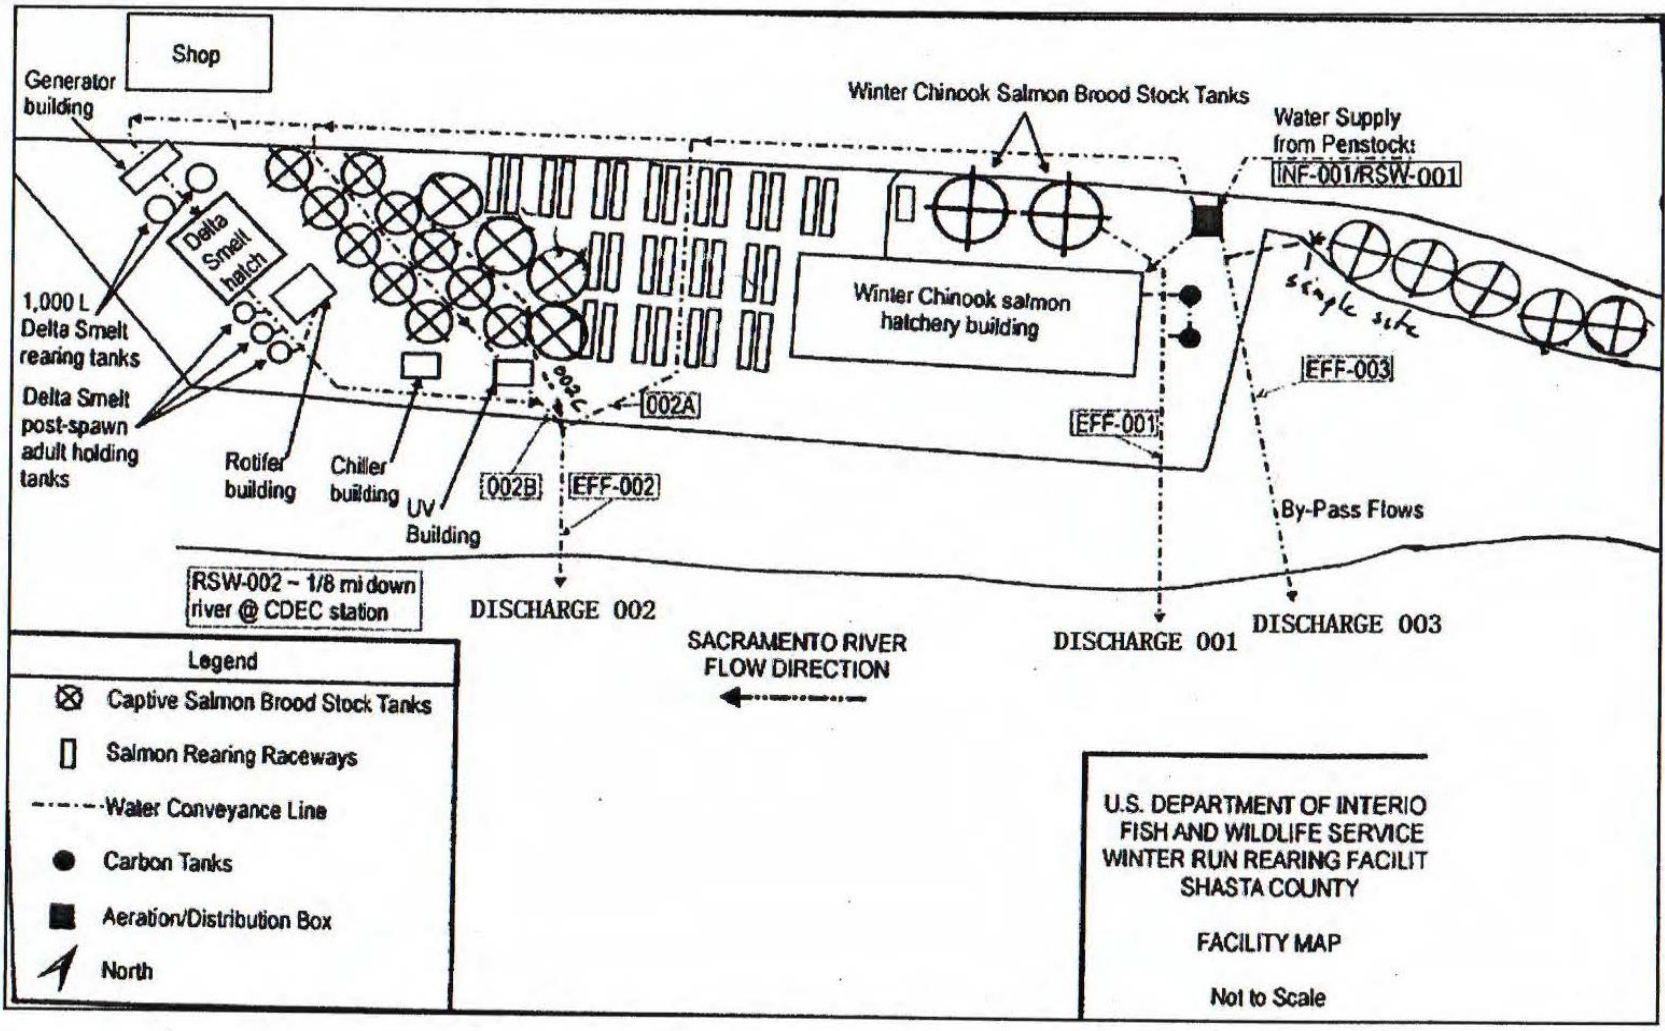 Shop
Generator
building
Winter Chinook Salmon Brood Stock Tanks
Water Supply
from Penstock:
INF-001/RSW-001
Delta
Smelt
hatch
1,000 L
Delta Smelt
rearing tanks
Delta Smelt
post-spawn
adult holding
tanks
Winter Chinook salmon
hatchery building
sample site
EFF-003
002C
002A
EFF-001
Rotifer
building
Chiller
building
UV
Building
002B
EFF-002
By-Pass Flows
RSW-002 ~ 1/8 mi down
river @ CDEC station
DISCHARGE 002
DISCHARGE 001
DISCHARGE 003
SACRAMENTO RIVER
FLOW DIRECTION
Legend
Captive Salmon Brood Stock Tanks
Salmon Rearing Raceways
Water Conveyance Line
Carbon Tanks
Aeration/Distribution Box
North
U.S. DEPARTMENT OF INTERIO
FISH AND WILDLIFE SERVICE
WINTER RUN REARING FACILIT
SHASTA COUNTY
FACILITY MAP
Not to Scale